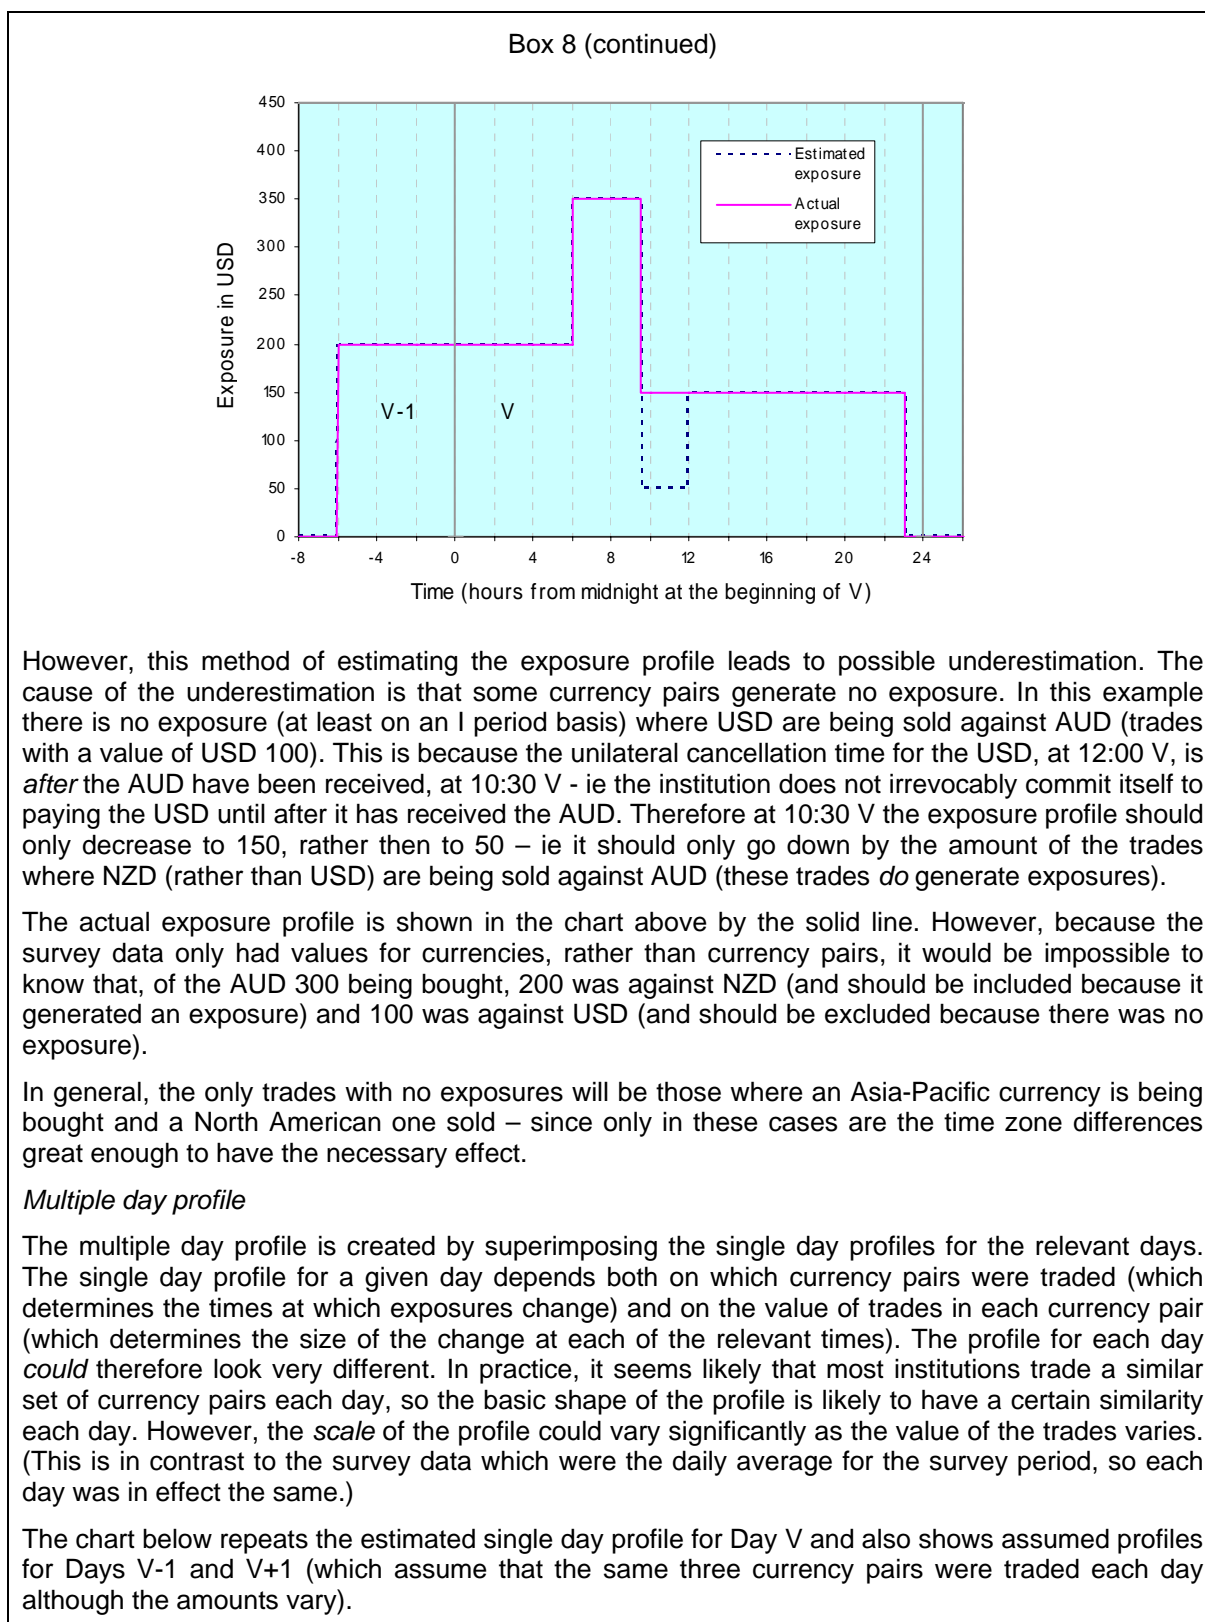 Box 8 (continued)
450
400
350
300
250
200
150
100
50
0
Exposure in USD
Estimated
exposure
Actual
exposure
V-1
V
-8
-4
0
4
8
12
16
20
24
Time (hours from midnight at the beginning of V)
However, this method of estimating the exposure profile leads to possible underestimation. The
cause of the underestimation is that some currency pairs generate no exposure. In this example
there is no exposure (at least on an I period basis) where USD are being sold against AUD (trades
with a value of USD 100). This is because the unilateral cancellation time for the USD, at 12:00 V, is
after the AUD have been received, at 10:30 V - ie the institution does not irrevocably commit itself to
paying the USD until after it has received the AUD. Therefore at 10:30 V the exposure profile should
only decrease to 150, rather then to 50 – ie it should only go down by the amount of the trades
where NZD (rather than USD) are being sold against AUD (these trades do generate exposures).
The actual exposure profile is shown in the chart above by the solid line. However, because the
survey data only had values for currencies, rather than currency pairs, it would be impossible to
know that, of the AUD 300 being bought, 200 was against NZD (and should be included because it
generated an exposure) and 100 was against USD (and should be excluded because there was no
exposure).
In general, the only trades with no exposures will be those where an Asia-Pacific currency is being
bought and a North American one sold – since only in these cases are the time zone differences
great enough to have the necessary effect.
Multiple day profile
The multiple day profile is created by superimposing the single day profiles for the relevant days.
The single day profile for a given day depends both on which currency pairs were traded (which
determines the times at which exposures change) and on the value of trades in each currency pair
(which determines the size of the change at each of the relevant times). The profile for each day
could therefore look very different. In practice, it seems likely that most institutions trade a similar
set of currency pairs each day, so the basic shape of the profile is likely to have a certain similarity
each day. However, the scale of the profile could vary significantly as the value of the trades varies.
(This is in contrast to the survey data which were the daily average for the survey period, so each
day was in effect the same.)
The chart below repeats the estimated single day profile for Day V and also shows assumed profiles
for Days V-1 and V+1 (which assume that the same three currency pairs were traded each day
although the amounts vary).